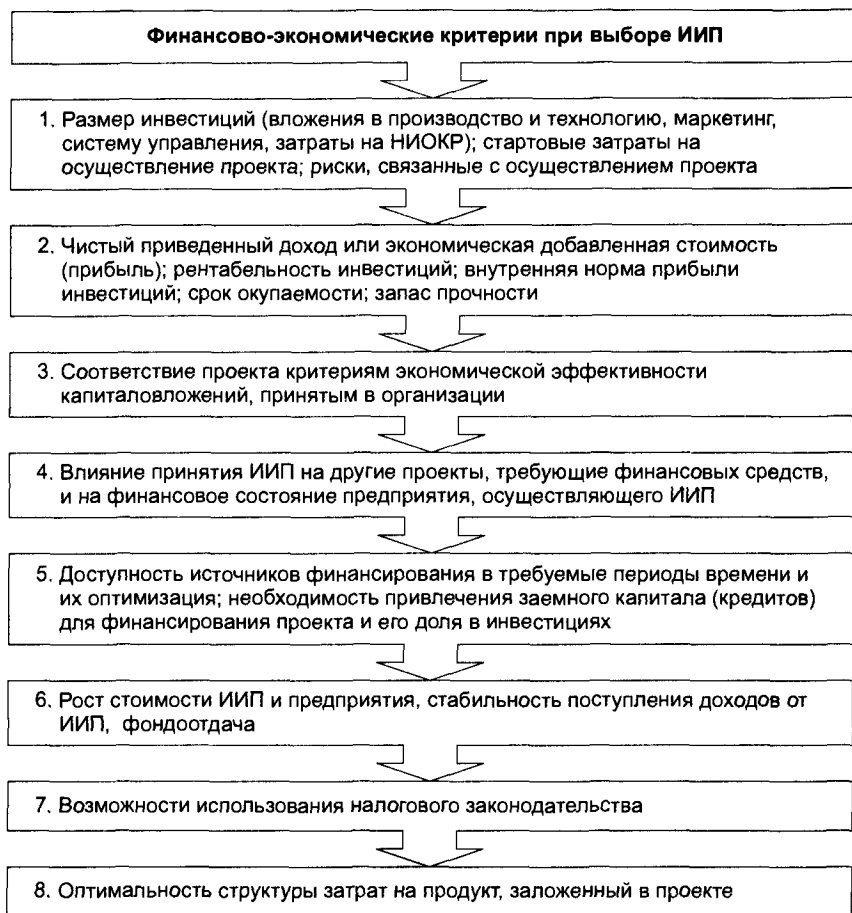 Финансово-экономические критерии при выборе ИИП
1. Размер инвестиций (вложения в производство и технологию, маркетинг,
систему управления, затраты на НИОКР); стартовые затраты на
осуществление проекта; риски, связанные с осуществлением проекта
2. Чистый приведенный доход или экономическая добавленная стоимость
(прибыль); рентабельность инвестиций; внутренняя норма прибыли
инвестиций; срок окупаемости; запас прочности
3. Соответствие проекта критериям экономической эффективности
капиталовложений, принятым в организации
4. Влияние принятия ИИП на другие проекты, требующие финансовых средств,
и на финансовое состояние предприятия, осуществляющего ИИП
5. Доступность источников финансирования в требуемые периоды времени и
их оптимизация; необходимость привлечения заемного капитала (кредитов)
для финансирования проекта и его доля в инвестициях
6. Рост стоимости ИИП и предприятия, стабильность поступления доходов от
ИИП, фондоотдача
7. Возможности использования налогового законодательства
8. Оптимальность структуры затрат на продукт, заложенный в проекте